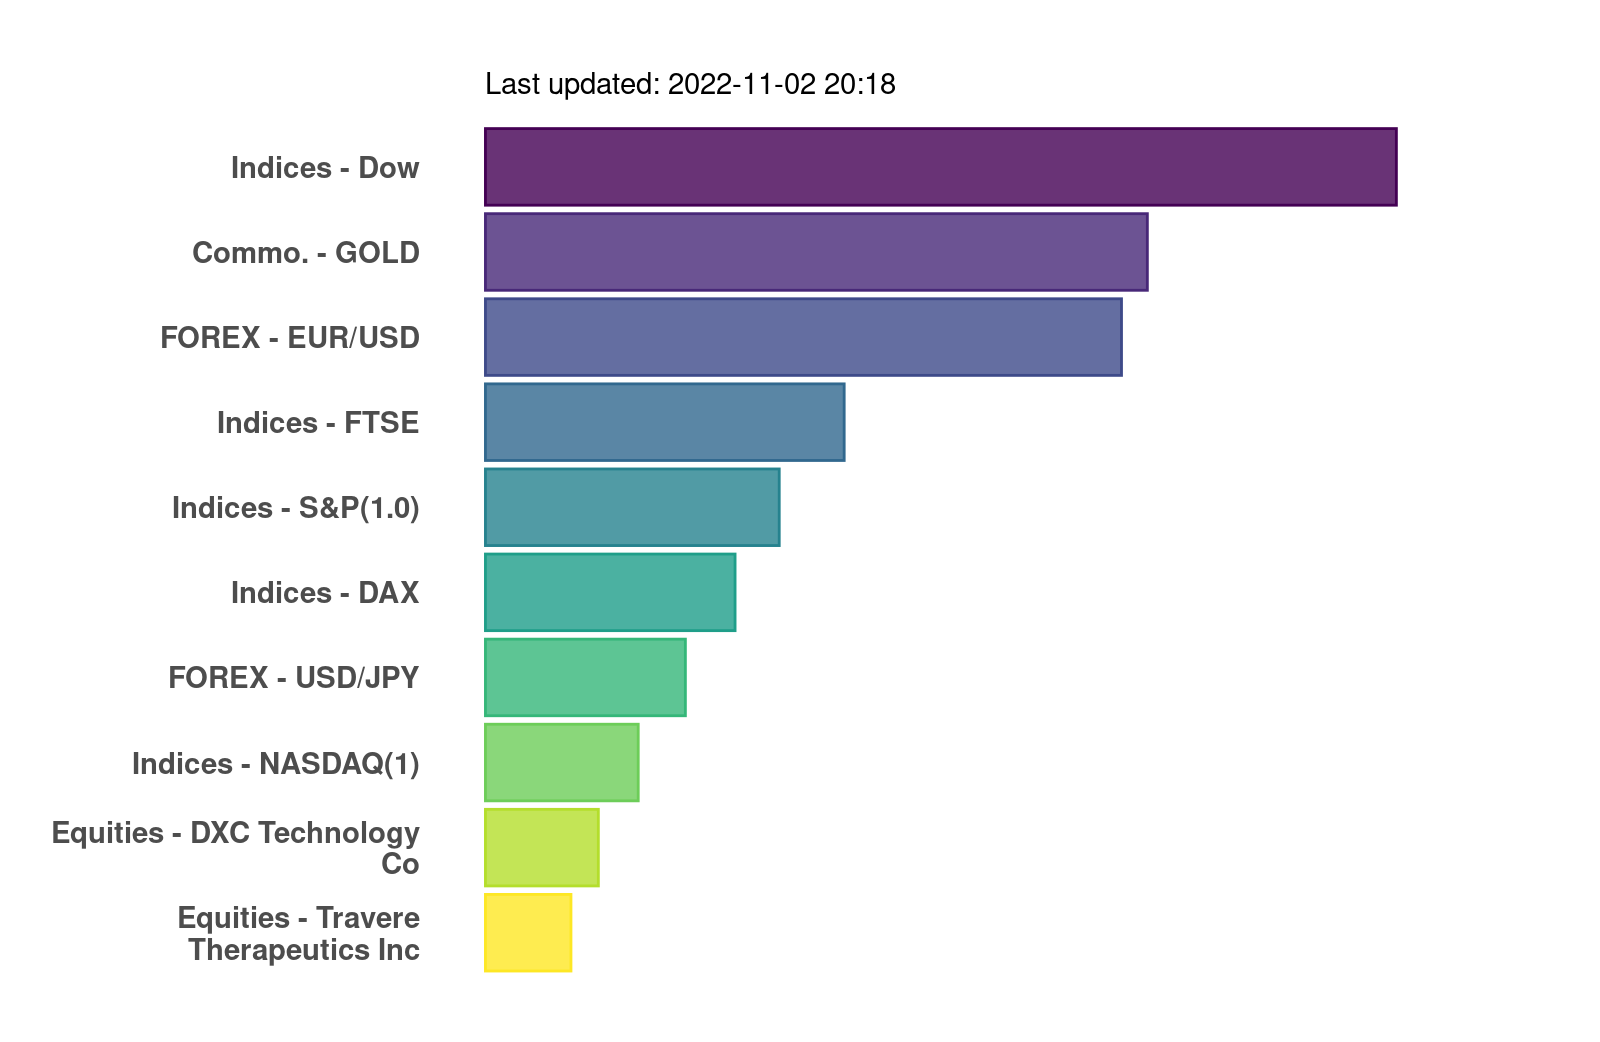 Last updated: 2022-11-02 20:18
Indices - Dow
Commo. - GOLD
FOREX - EUR/USD
Indices - FTSE
Indices - S&P(1.0)
Indices - DAX
FOREX - USD/JPY
Indices - NASDAQ(1)
Equities - DXC Technology
Co
Equities - Travere
Therapeutics Inc